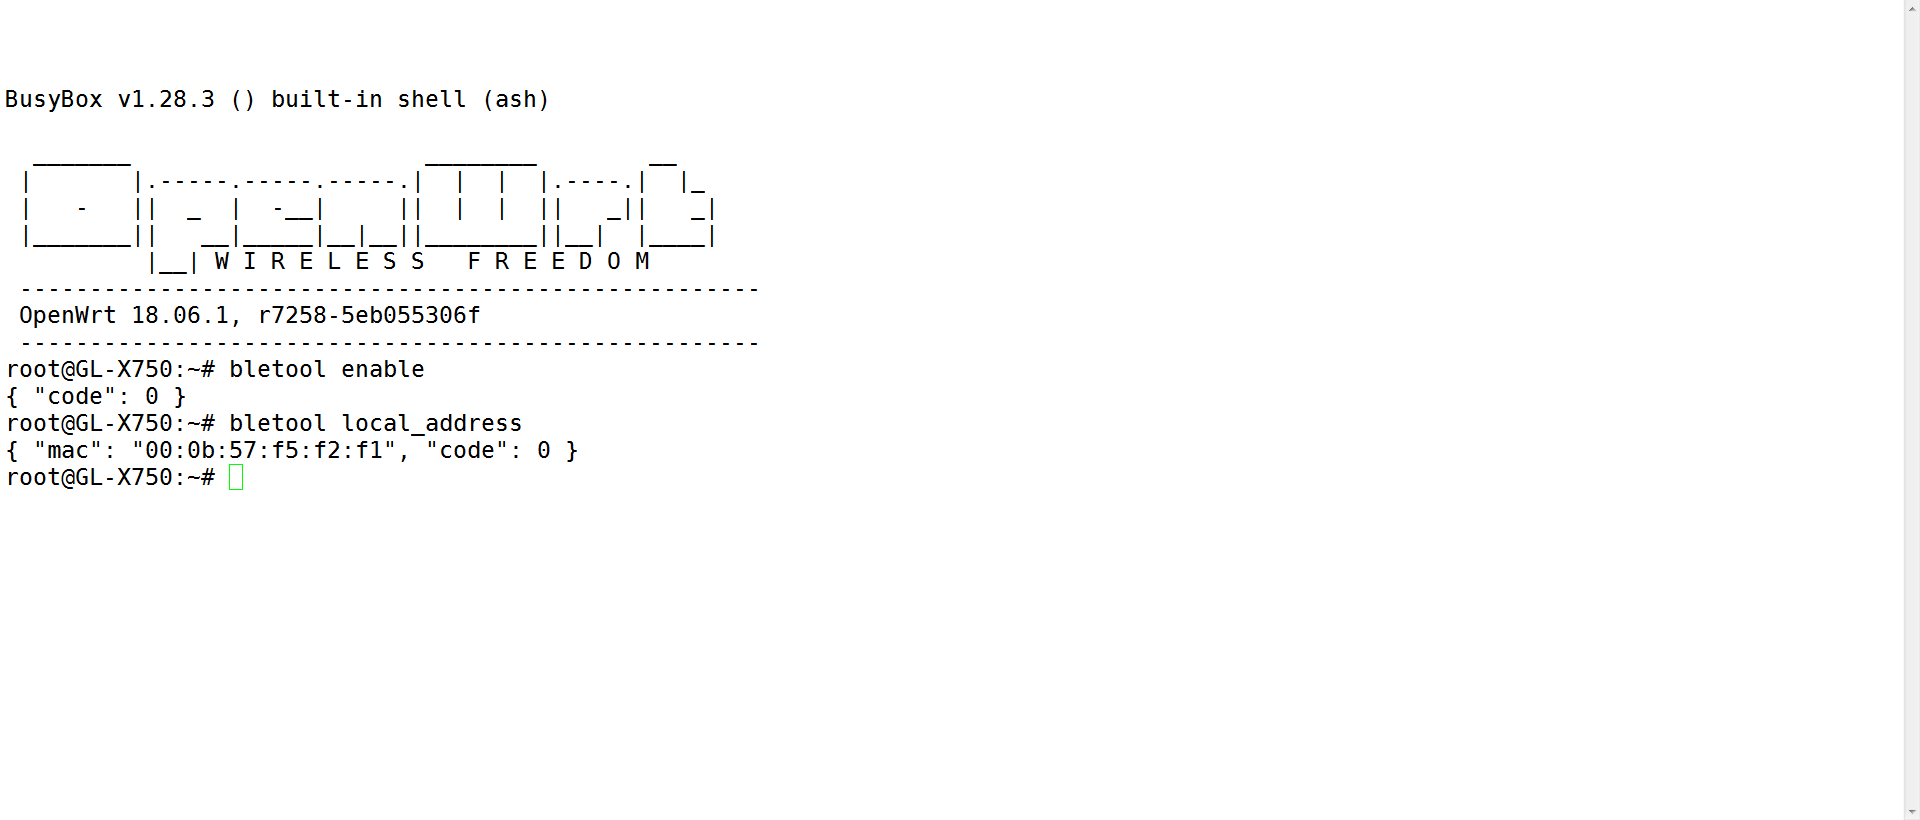 BusyBox v1.28.3 () built-in shell (ash)
  _______                     ________        __
 |       |.-----.-----.-----.|  |  |  |.----.|  |_
 |   -   ||  _  |  -__|     ||  |  |  ||   _||   _|
 |_______||   __|_____|__|__||________||__|  |____|
          |__| W I R E L E S S   F R E E D O M
 -----------------------------------------------------
 OpenWrt 18.06.1, r7258-5eb055306f
 -----------------------------------------------------
root@GL-X750:~# bletool enable
{ "code": 0 }
root@GL-X750:~# bletool local_address
{ "mac": "00:0b:57:f5:f2:f1", "code": 0 }
root@GL-X750:~#